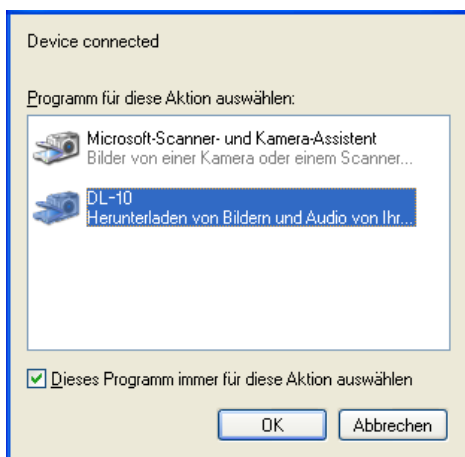 Device connected
Programm für diese Aktion auswählen:
Microsoft-Scanner- und Kamera-Assistent
Bilder von einer Kamera oder einem Scanner...
DL-10
Herunterladen von Bildern und Audio von Ihr...
Dieses Programm immer für diese Aktion auswählen
OK
Abbrechen